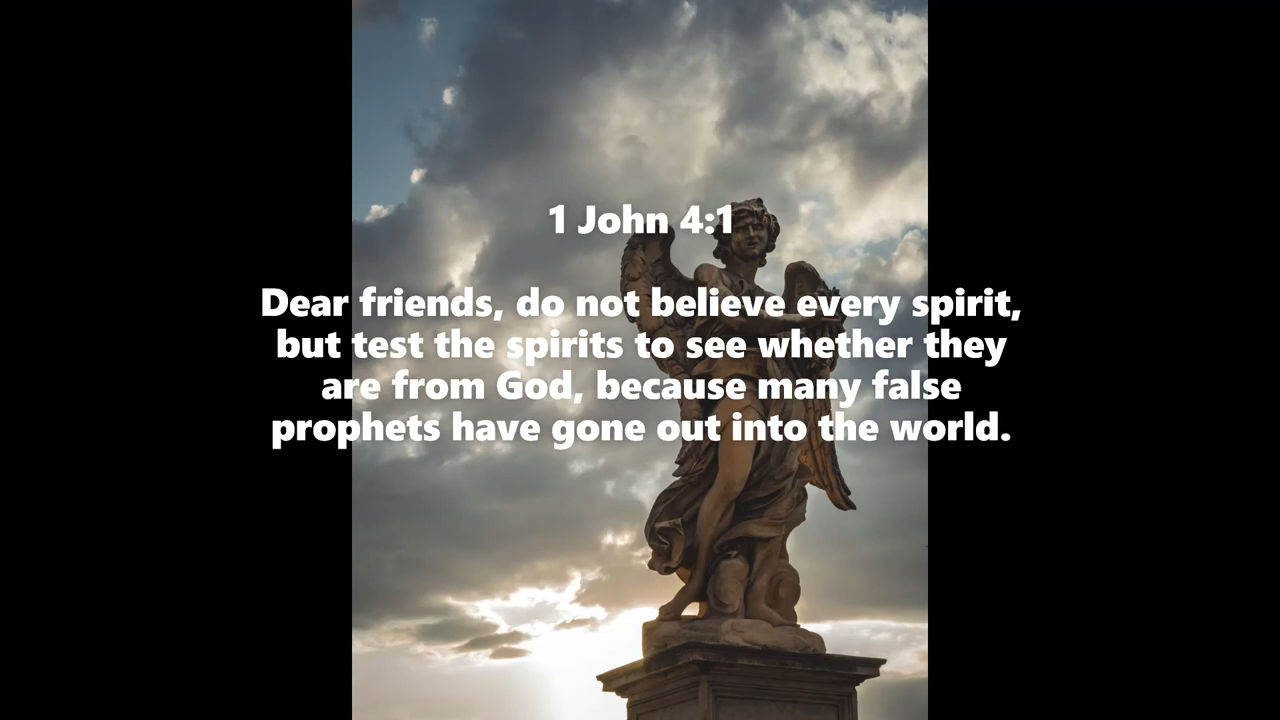 1 John 4:1
Dear friends, do not believe every spirit,
but test the spirits to see whether they
are from God, because many false
prophets have gone out into the world.